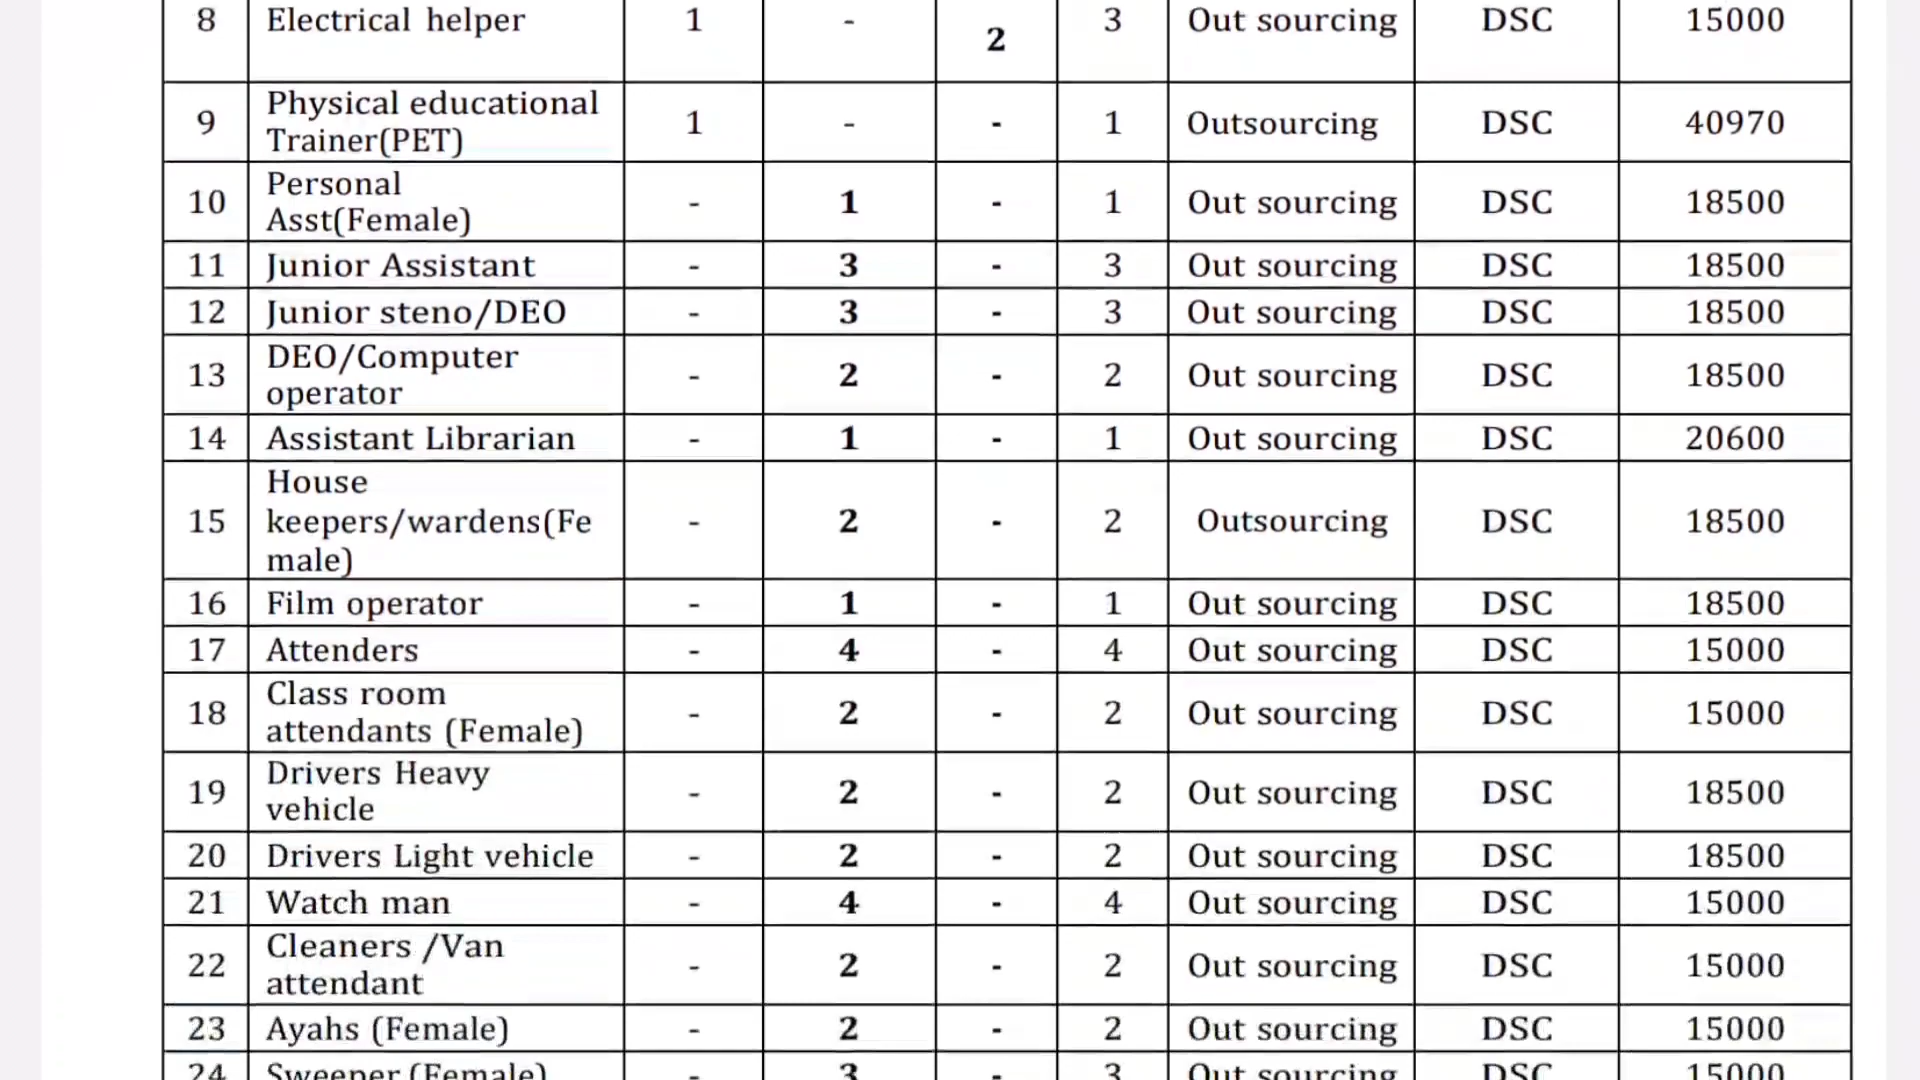 8 Electrical helper 1 - 2 3 Out sourcing DSC 15000
9 Physical educational Trainer(PET) 1 - - 1 Outsourcing DSC 40970
10 Personal Asst(Female) - 1 - 1 Out sourcing DSC 18500
11 Junior Assistant - 3 - 3 Out sourcing DSC 18500
12 Junior steno/DEO - 3 - 3 Out sourcing DSC 18500
13 DEO/Computer operator - 2 - 2 Out sourcing DSC 18500
14 Assistant Librarian - 1 - 1 Out sourcing DSC 20600
15 House keepers/wardens(Fe male) - 2 - 2 Outsourcing DSC 18500
16 Film operator - 1 - 1 Out sourcing DSC 18500
17 Attenders - 4 - 4 Out sourcing DSC 15000
18 Class room attendants (Female) - 2 - 2 Out sourcing DSC 15000
19 Drivers Heavy vehicle - 2 - 2 Out sourcing DSC 18500
20 Drivers Light vehicle - 2 - 2 Out sourcing DSC 18500
21 Watch man - 4 - 4 Out sourcing DSC 15000
22 Cleaners /Van attendant - 2 - 2 Out sourcing DSC 15000
23 Ayahs (Female) - 2 - 2 Out sourcing DSC 15000
24 Sweeper (Female) - 3 - 3 Out sourcing DSC 15000